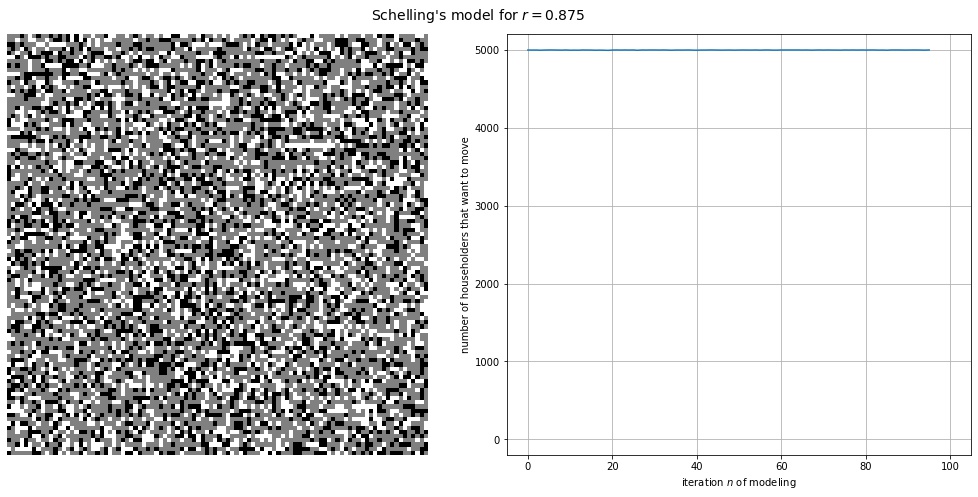 Schelling's model for r = 0.875
number of householders that want to move
5000
4000
3000
2000
1000
0
0 20 40 60 80 100
iteration n of modeling